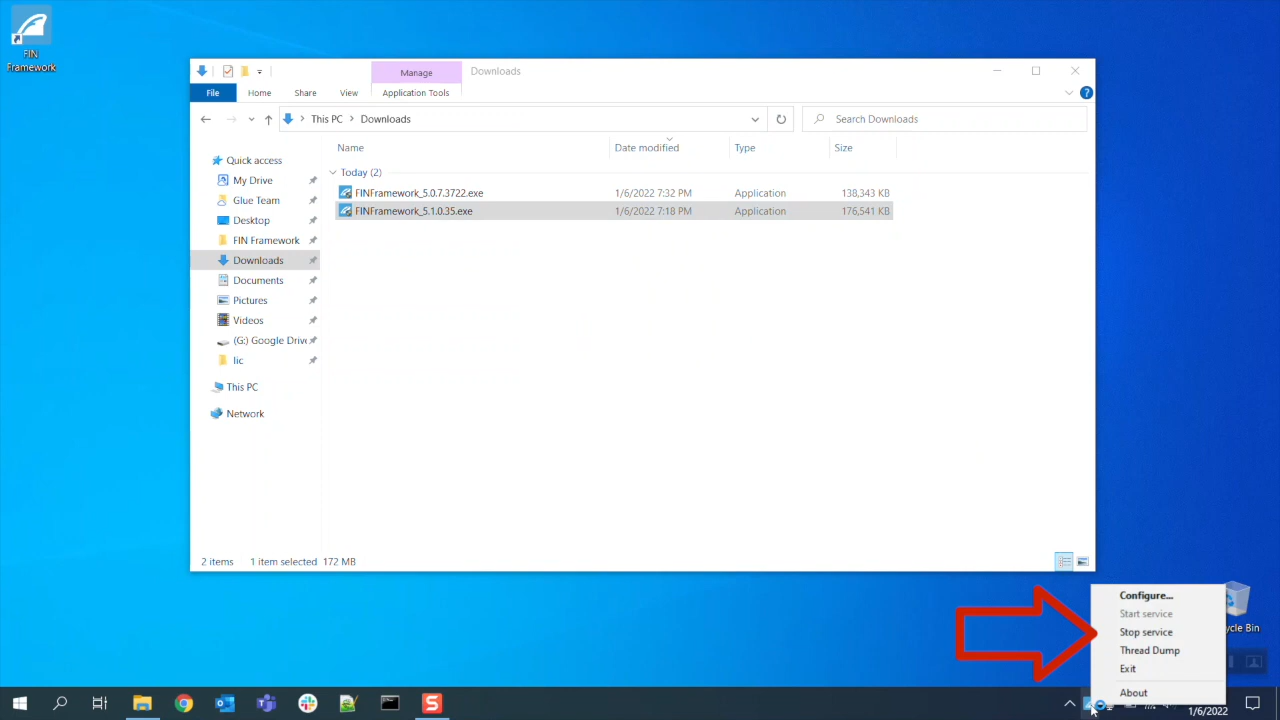 FIN
Framework
Manage
Downloads
File
Home
Share
View
Application Tools
This PC
Downloads
Search Downloads
Name
Date modified
Type
Size
Quick access
My Drive
Glue Team
Desktop
FIN Framework
Downloads
Documents
Pictures
Videos
(G:) Google Drive
lic
This PC
Network
Today (2)
FINFramework_5.0.7.3722.exe 1/6/2022 7:32 PM Application 138,343 KB
FINFramework_5.1.0.35.exe 1/6/2022 7:18 PM Application 176,541 KB
2 items 1 item selected 172 MB
Configure...
Start service
Stop service
Thread Dump
Exit
About
cycle Bin
1/6/2022